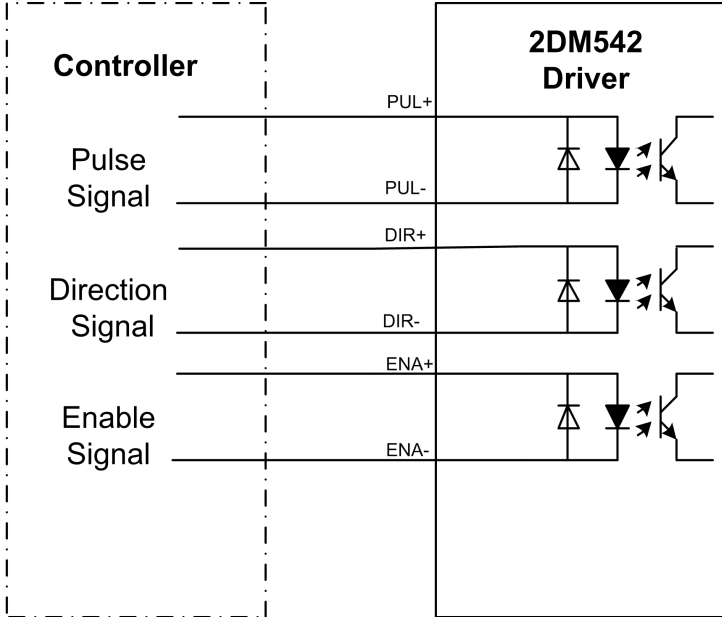 Controller
2DM542
Driver
PUL+
Pulse
Signal
PUL-
DIR+
Direction
Signal
DIR-
ENA+
Enable
Signal
ENA-